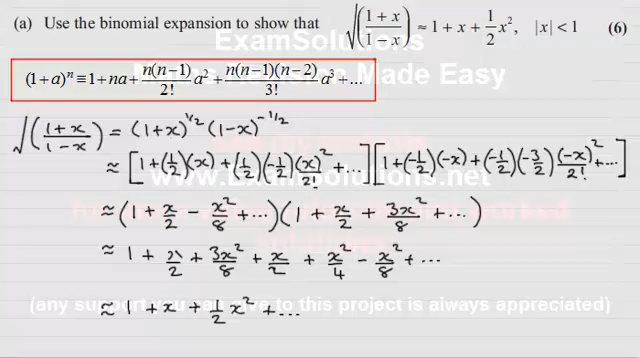 (a) Use the binomial expansion to show that √((1+x)/(1−x)) ≈ 1 + x + 1/2 x², |x| < 1 (6)
ExamSolutions
Made Easy
(1+a)ⁿ ≡ 1 + na + n(n−1)/2! a² + n(n−1)(n−2)/3! a³ + ...
√((1+x)/(1−x)) = (1+x)^1/2 (1−x)^−1/2
≈ [1+(1/2)(x)+(1/2)(−1/2)(x)²/2! + ...][1+(−1/2)(−x)+(−1/2)(−3/2)(−x)²/2! + ...]
www.ExamSolutions.net
≈ (1 + x/2 − x²/8 + ...)(1 + x/2 + 3x²/8 + ...)
≈ 1 + x/2 + 3x²/8 + x/2 + x²/4 − x²/8 + ...
≈ 1 + x + 1/2 x² + ...
(any support you can give to this project is always appreciated)